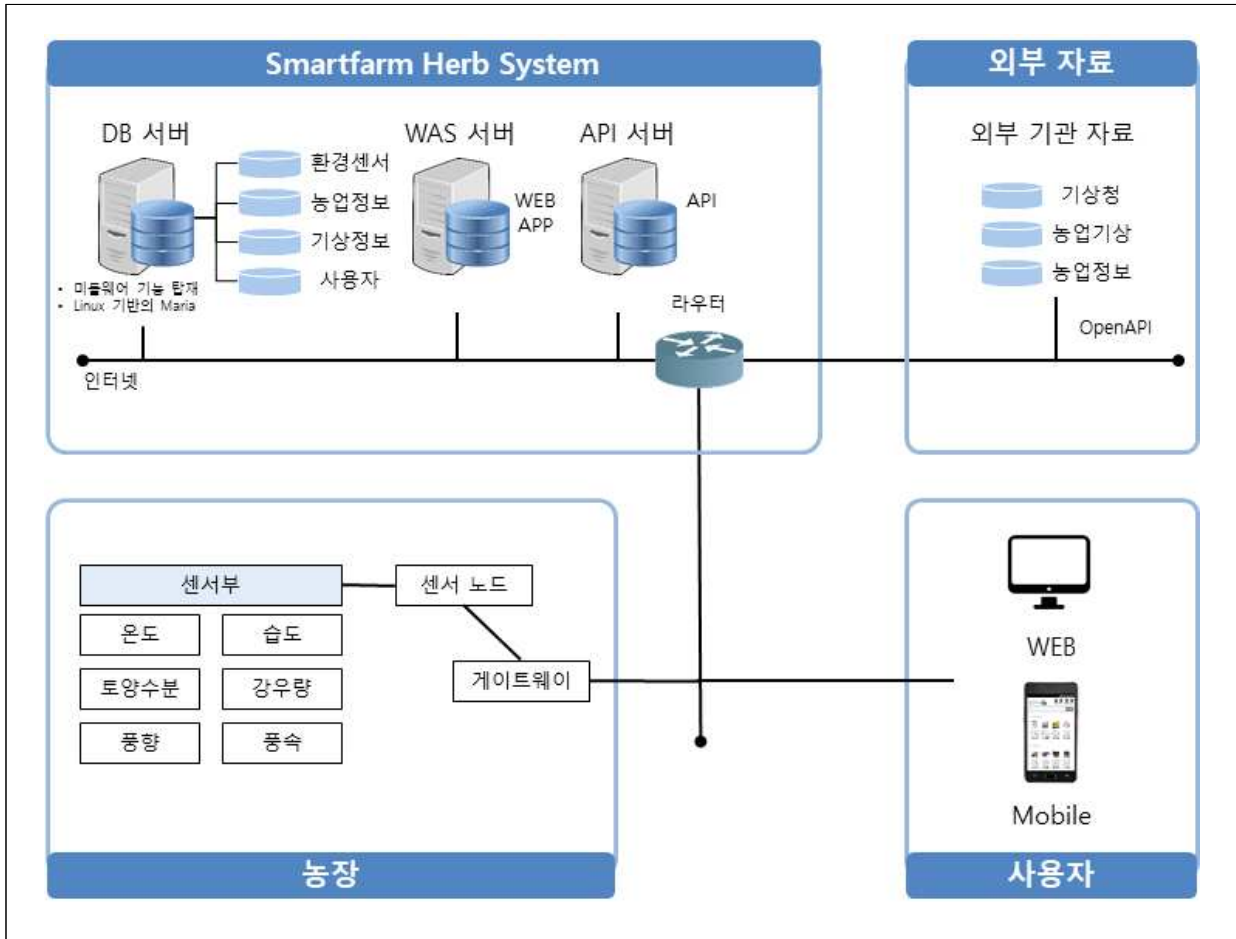 Smartfarm Herb System
DB 서버
환경센서
농업정보
기상정보
사용자
• 미들웨어 기능 탑재
• Linux 기반의 Maria
WAS 서버
WEB
APP
API 서버
API
라우터
인터넷
외부 자료
외부 기관 자료
기상청
농업기상
농업정보
OpenAPI
센서부
센서 노드
온도
습도
토양수분
강우량
풍향
풍속
게이트웨이
농장
WEB
Mobile
사용자